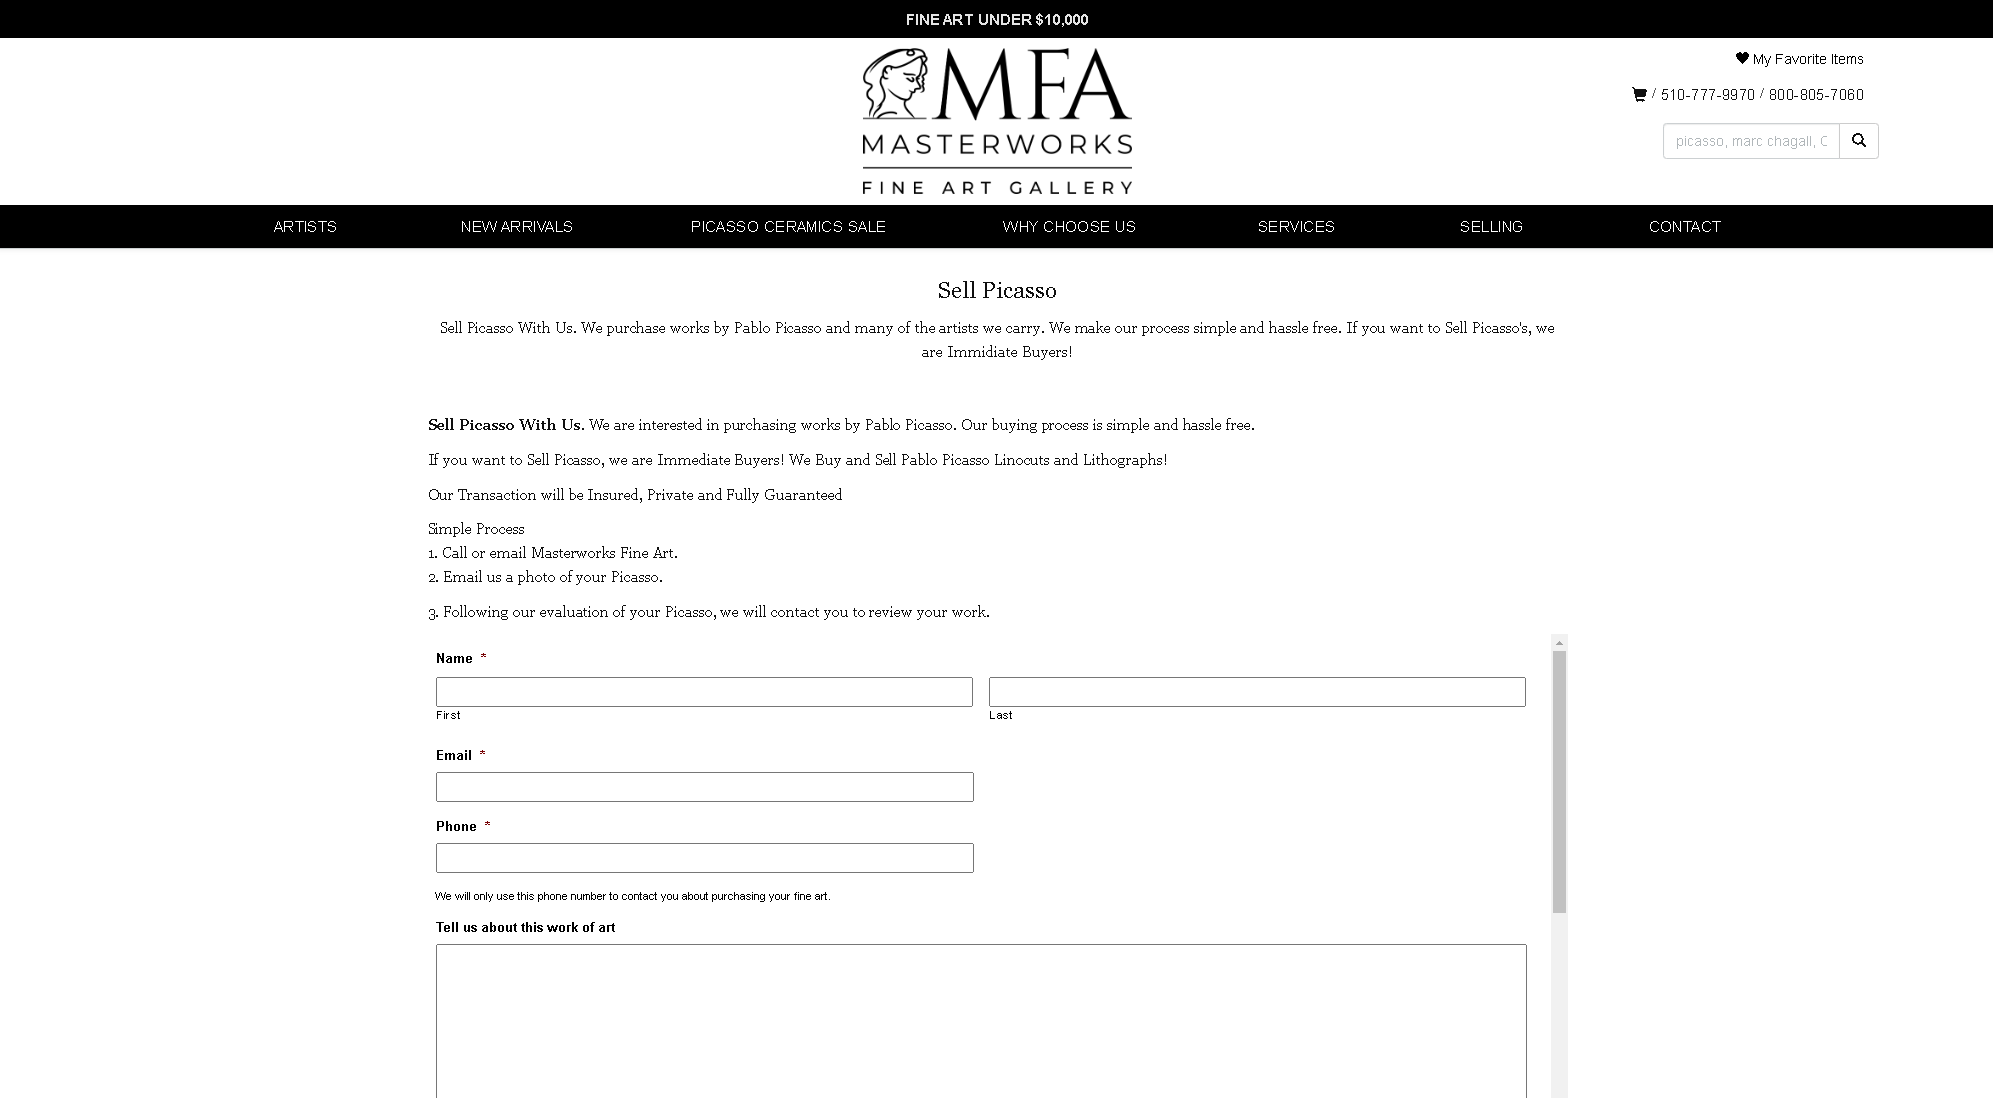 FINE ART UNDER $10,000
MFA
MASTERWORKS
FINE ART GALLERY
My Favorite Items
/ 510-777-9970 / 800-805-7060
picasso, marc chagall, C
ARTISTS
NEW ARRIVALS
PICASSO CERAMICS SALE
WHY CHOOSE US
SERVICES
SELLING
CONTACT
Sell Picasso
Sell Picasso With Us. We purchase works by Pablo Picasso and many of the artists we carry. We make our process simple and hassle free. If you want to Sell Picasso's, we
are Immidiate Buyers!
Sell Picasso With Us. We are interested in purchasing works by Pablo Picasso. Our buying process is simple and hassle free.
If you want to Sell Picasso, we are Immediate Buyers! We Buy and Sell Pablo Picasso Linocuts and Lithographs!
Our Transaction will be Insured, Private and Fully Guaranteed
Simple Process
1. Call or email Masterworks Fine Art.
2. Email us a photo of your Picasso.
3. Following our evaluation of your Picasso, we will contact you to review your work.
Name *
First
Last
Email *
Phone *
We will only use this phone number to contact you about purchasing your fine art.
Tell us about this work of art